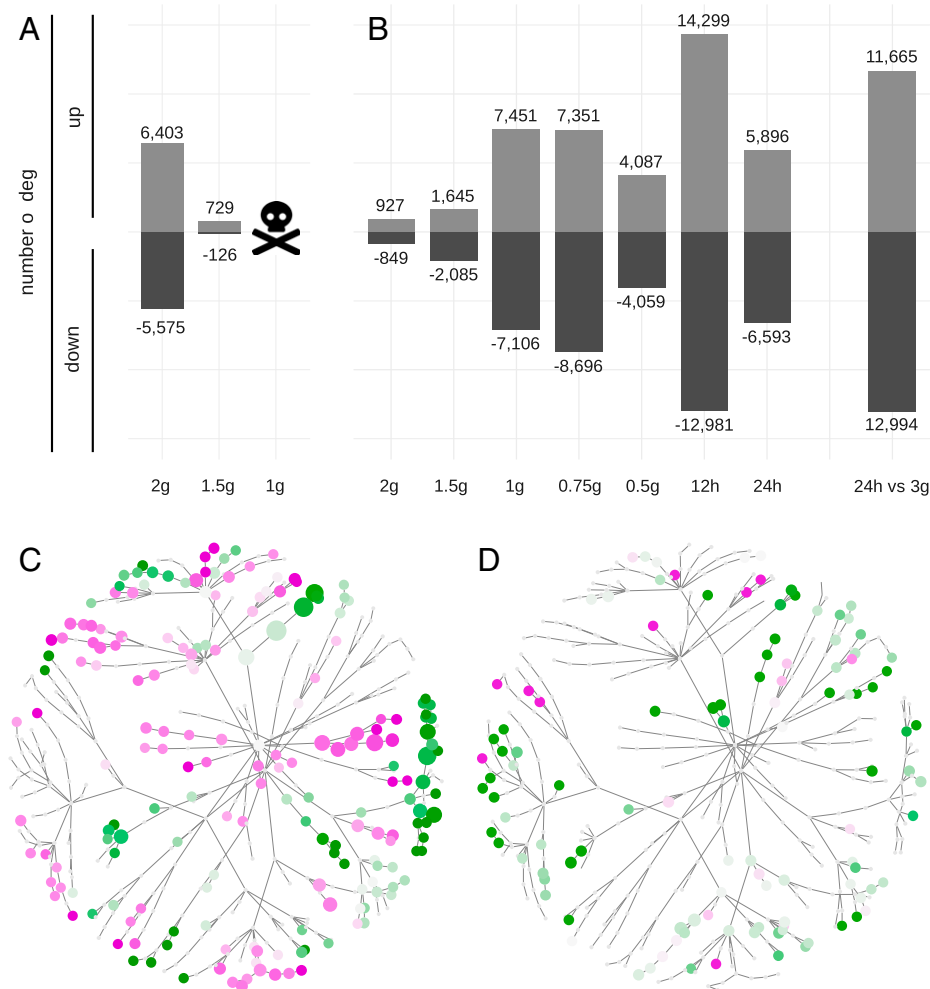 A
B
number o deg
up
down
6,403
729
-126
-5,575
927
-849
1,645
-2,085
7,451
-7,106
7,351
-8,696
4,087
-4,059
14,299
-12,981
5,896
-6,593
11,665
12,994
2g 1.5g 1g
2g 1.5g 1g 0.75g 0.5g 12h 24h 24h vs 3g
C
D